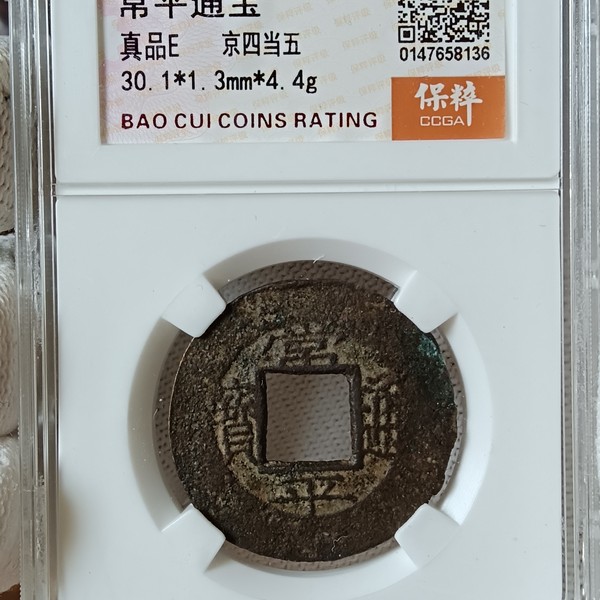 常平通宝
真品E 京四当五
30.1*1.3mm*4.4g
BAO CUI COINS RATING
0147658136
保粹
CCGA
常平通寳